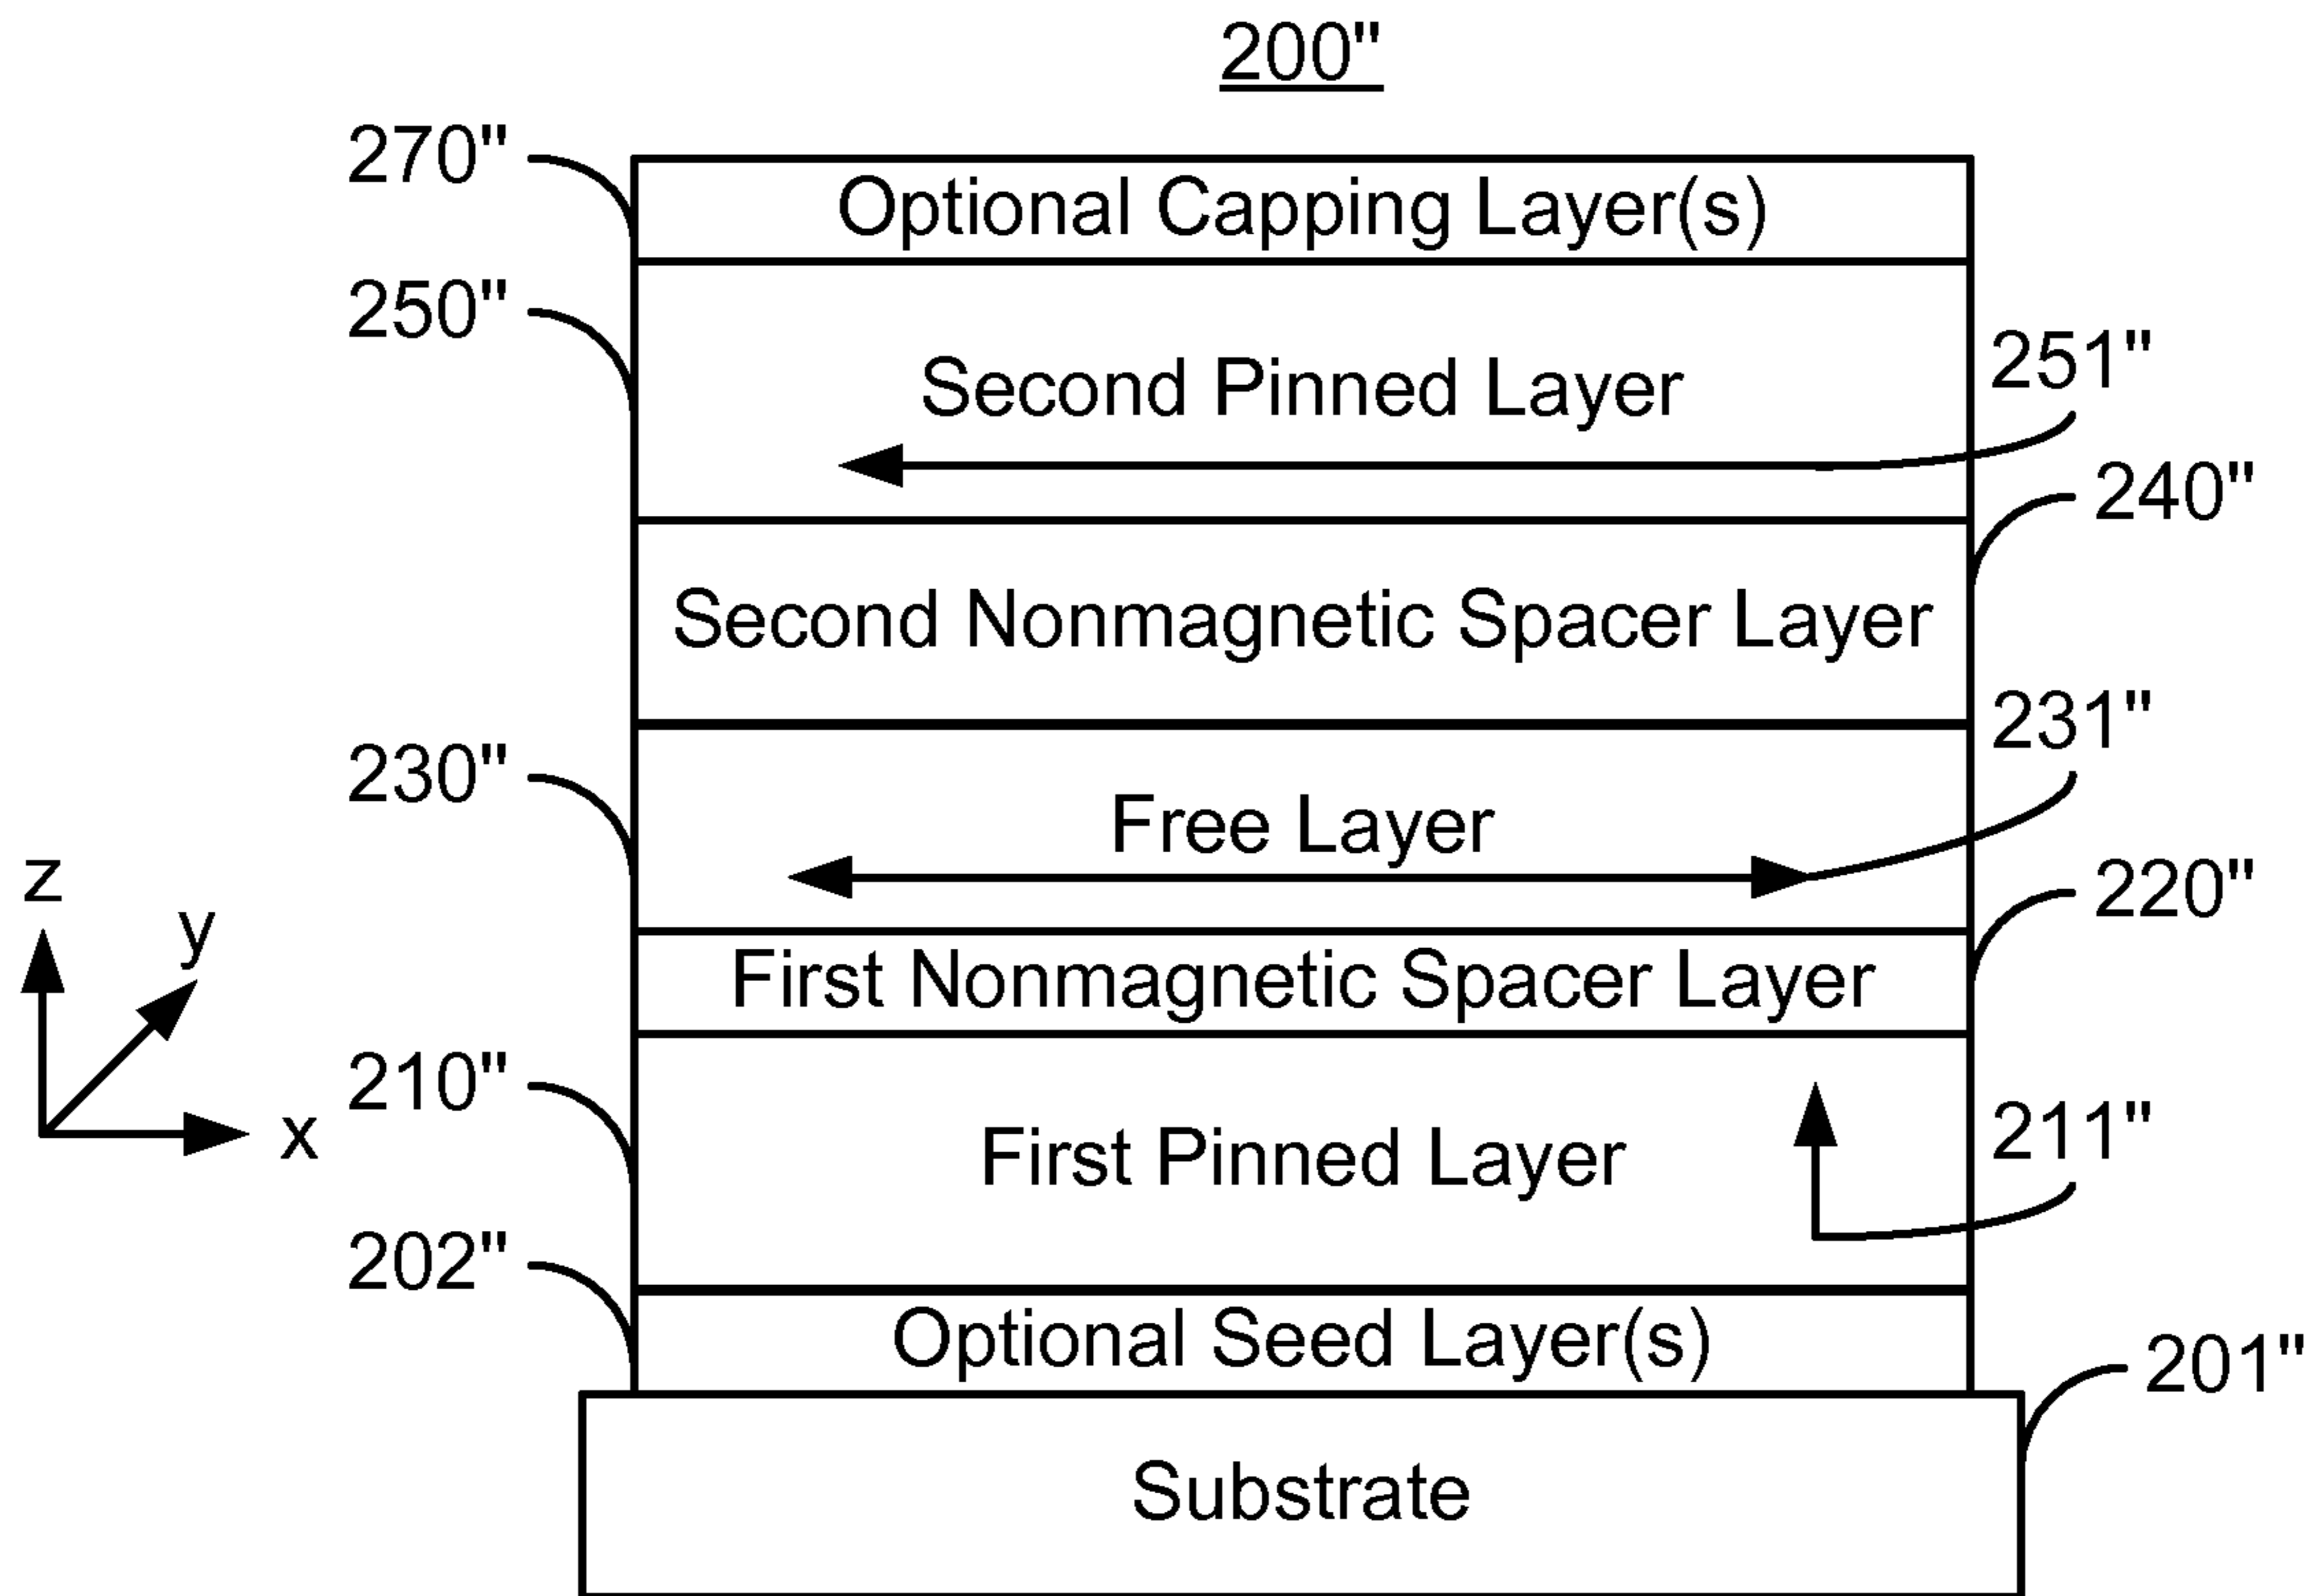 200"
270"
Optional Capping Layer(s)
250"
Second Pinned Layer
251"
240"
Second Nonmagnetic Spacer Layer
231"
230"
Free Layer
220"
z
y
x
First Nonmagnetic Spacer Layer
210"
First Pinned Layer
211"
202"
Optional Seed Layer(s)
201"
Substrate